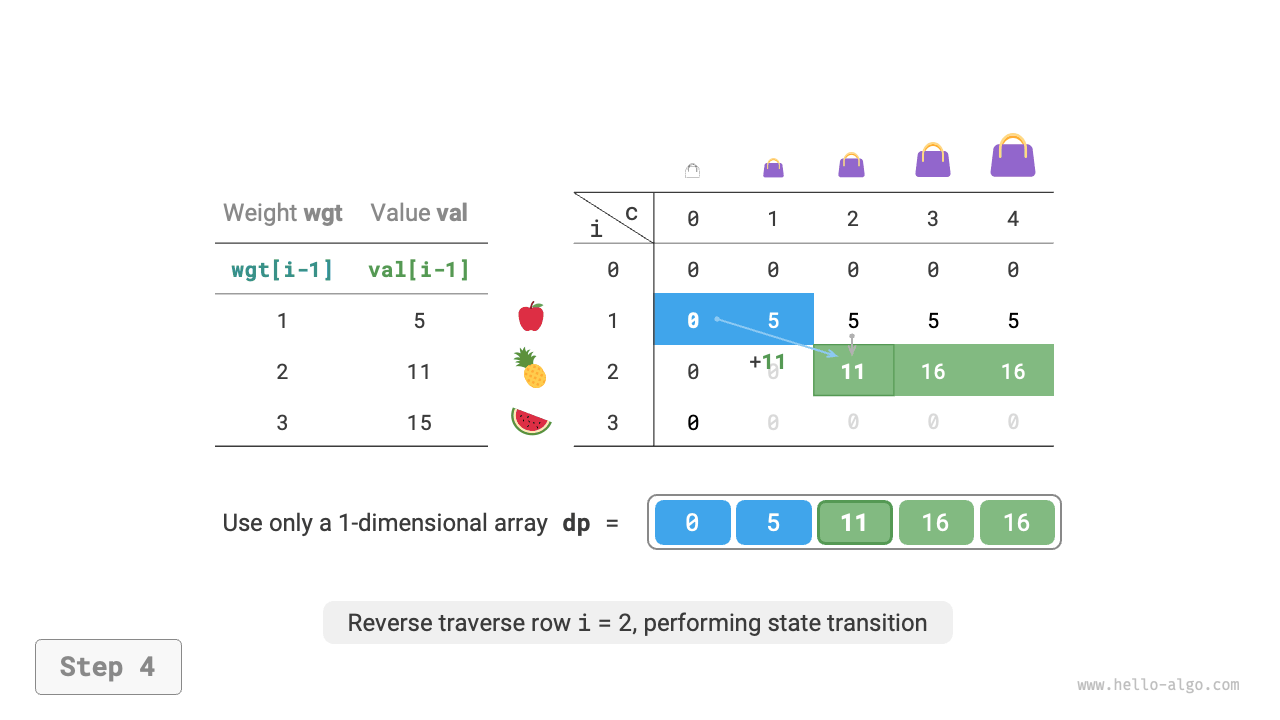 Weight wgt Value val
c
i
0 1 2 3 4
wgt[i-1] val[i-1]
0 0 0 0 0 0
1 5 1 0 5 5 5 5
+11
2 11 2 0 0 11 16 16
3 15 3 0 0 0 0 0
Use only a 1-dimensional array dp = 0 5 11 16 16
Reverse traverse row i = 2, performing state transition
Step 4
www.hello-algo.com